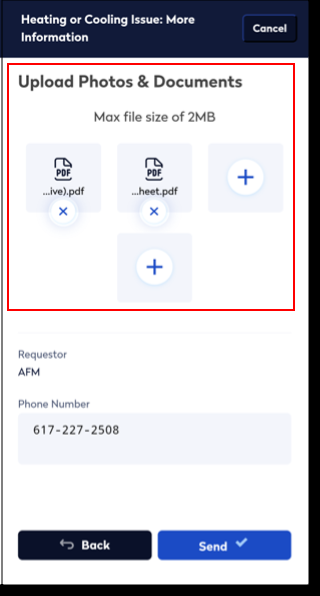 Heating or Cooling Issue: More
Information
Cancel
Upload Photos & Documents
Max file size of 2MB
PDF
...ive).pdf
PDF
...heet.pdf
Requestor
AFM
Phone Number
617-227-2508
Back
Send